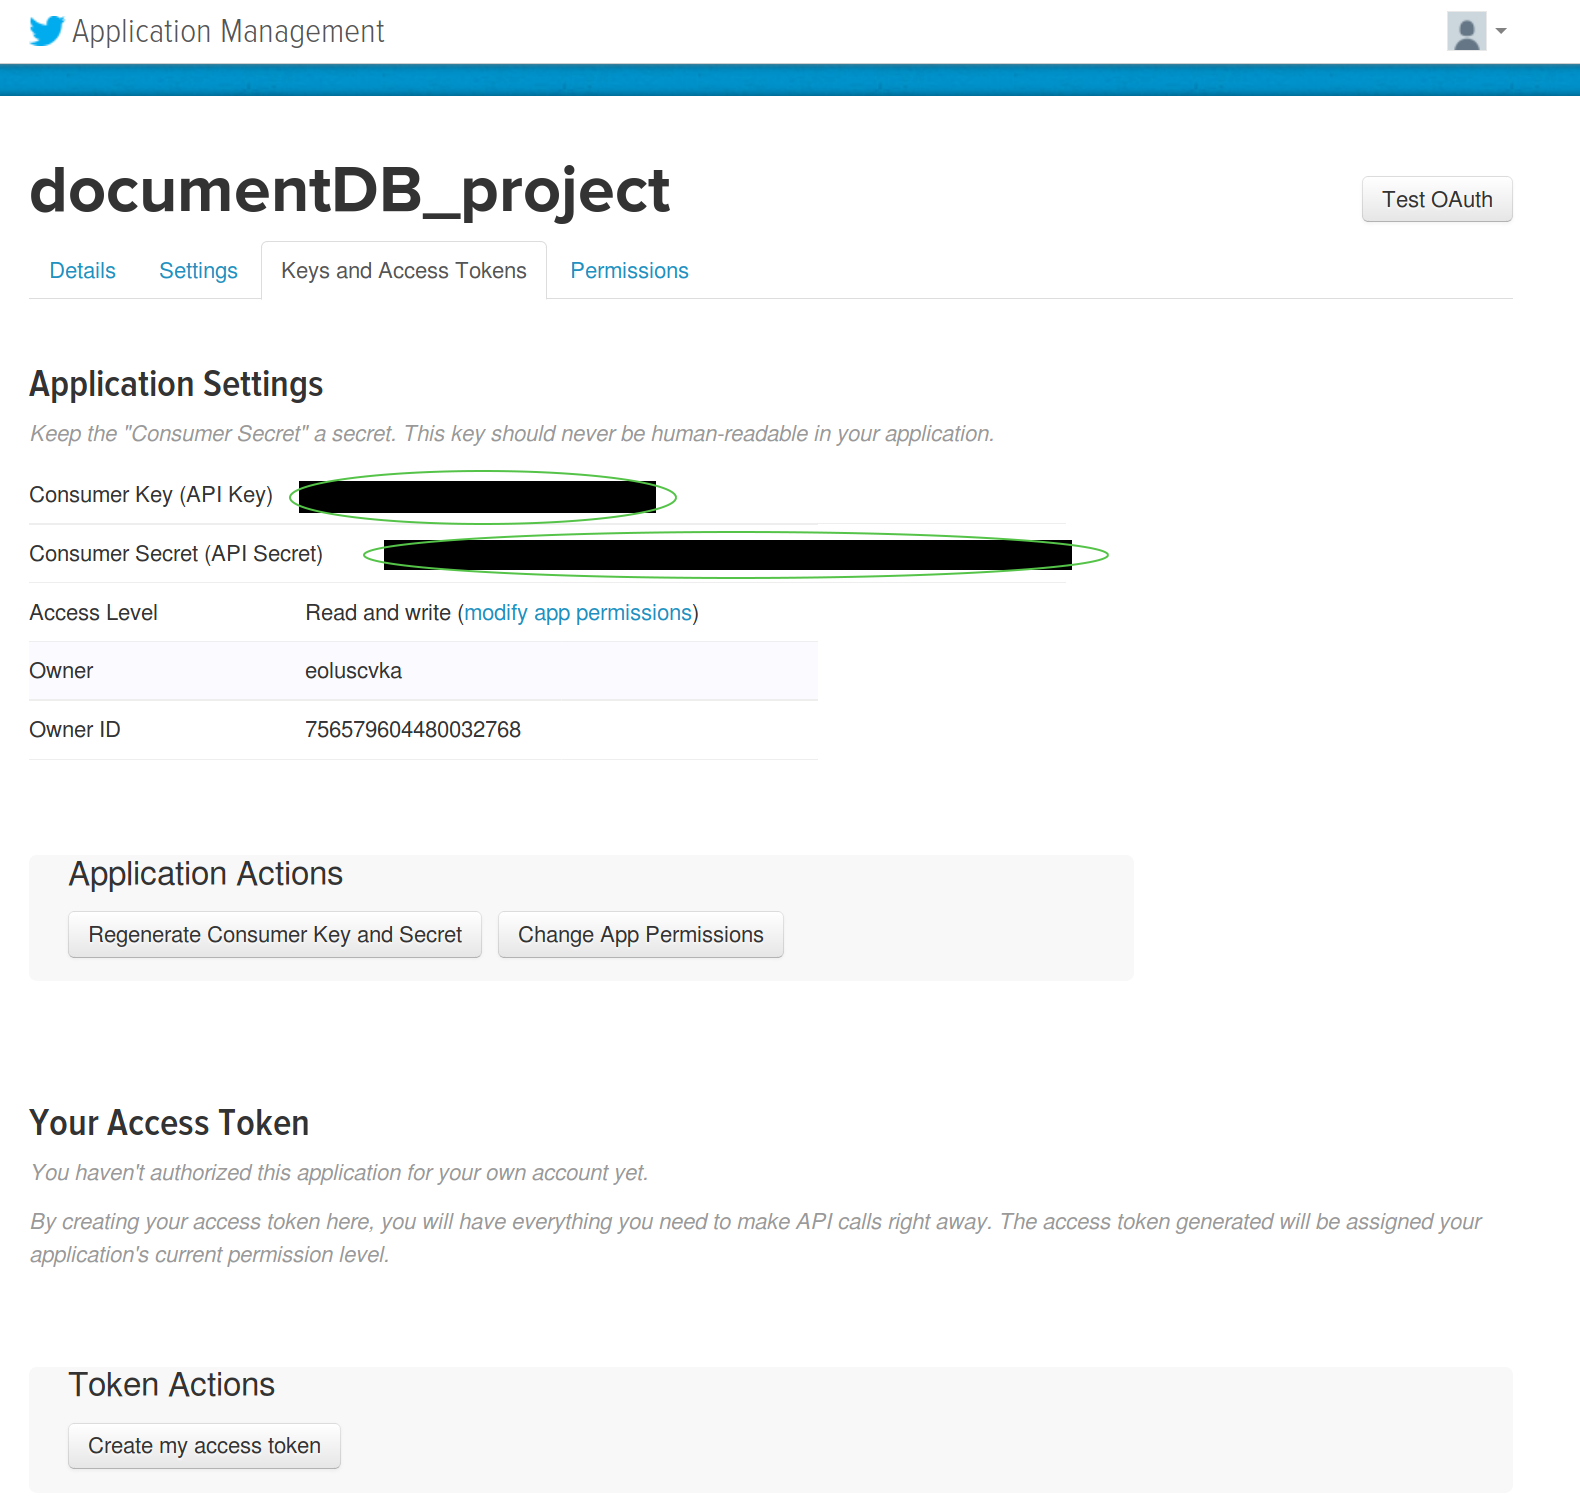 Application Management
documentDB_project
Test OAuth
Details Settings Keys and Access Tokens Permissions
Application Settings
Keep the "Consumer Secret" a secret. This key should never be human-readable in your application.
Consumer Key (API Key)
Consumer Secret (API Secret)
Access Level Read and write (modify app permissions)
Owner eoluscvka
Owner ID 756579604480032768
Application Actions
Regenerate Consumer Key and Secret Change App Permissions
Your Access Token
You haven't authorized this application for your own account yet.
By creating your access token here, you will have everything you need to make API calls right away. The access token generated will be assigned your
application's current permission level.
Token Actions
Create my access token